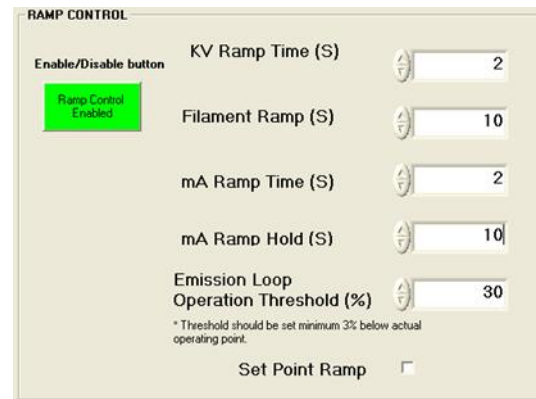 RAMP CONTROL
Enable/Disable button
Ramp Control
Enabled
KV Ramp Time (S)
2
Filament Ramp (S)
10
mA Ramp Time (S)
2
mA Ramp Hold (S)
10
Emission Loop
Operation Threshold (%)
30
* Threshold should be set minimum 3% below actual
operating point.
Set Point Ramp